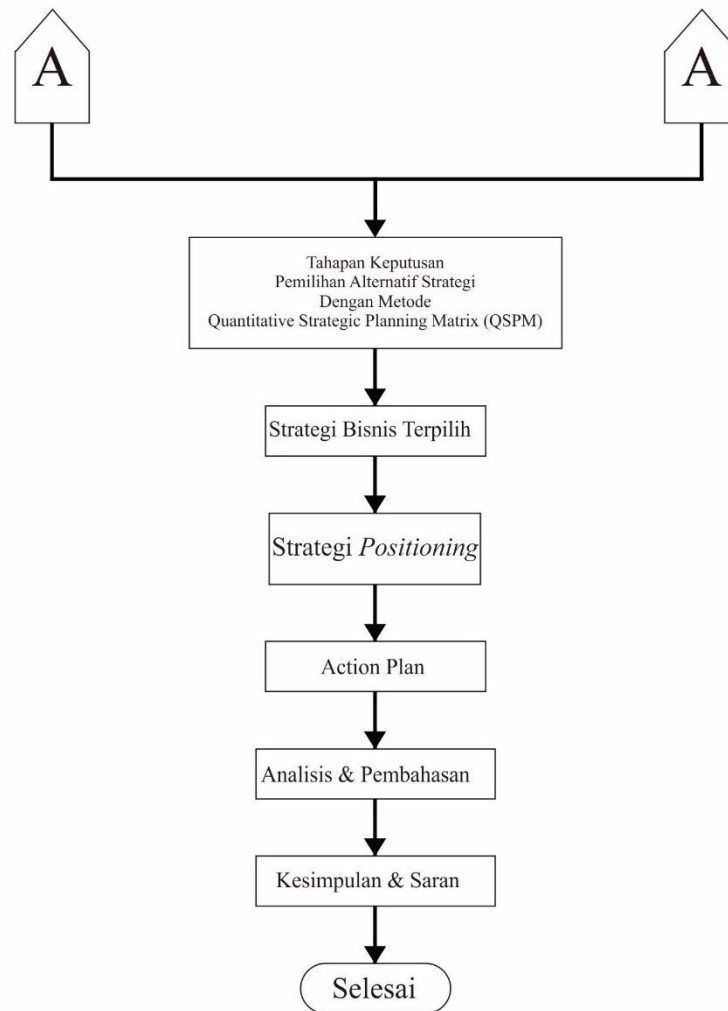 A
A
Tahapan Keputusan
Pemilihan Alternatif Strategi
Dengan Metode
Quantitative Strategic Planning Matrix (QSPM)
Strategi Bisnis Terpilih
Strategi Positioning
Action Plan
Analisis & Pembahasan
Kesimpulan & Saran
Selesai